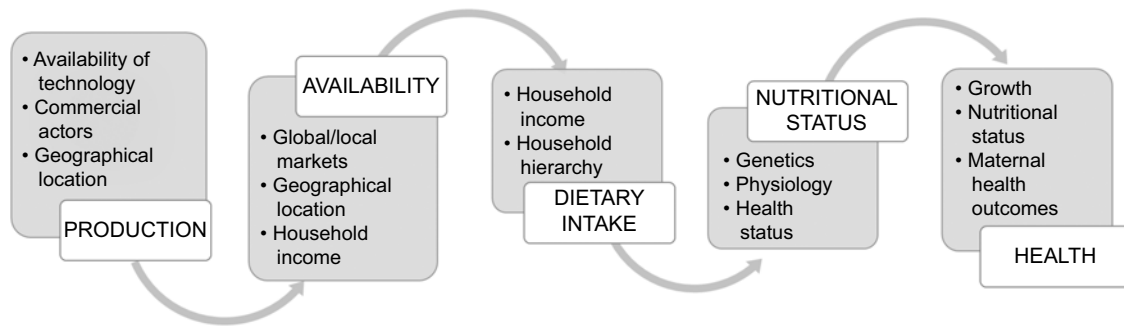 • Availability of
technology
• Commercial
actors
• Geographical
location
PRODUCTION
AVAILABILITY
• Global/local
markets
• Geographical
location
• Household
income
• Household
income
• Household
hierarchy
DIETARY
INTAKE
NUTRITIONAL
STATUS
• Genetics
• Physiology
• Health
status
• Growth
• Nutritional
status
• Maternal
health
outcomes
HEALTH